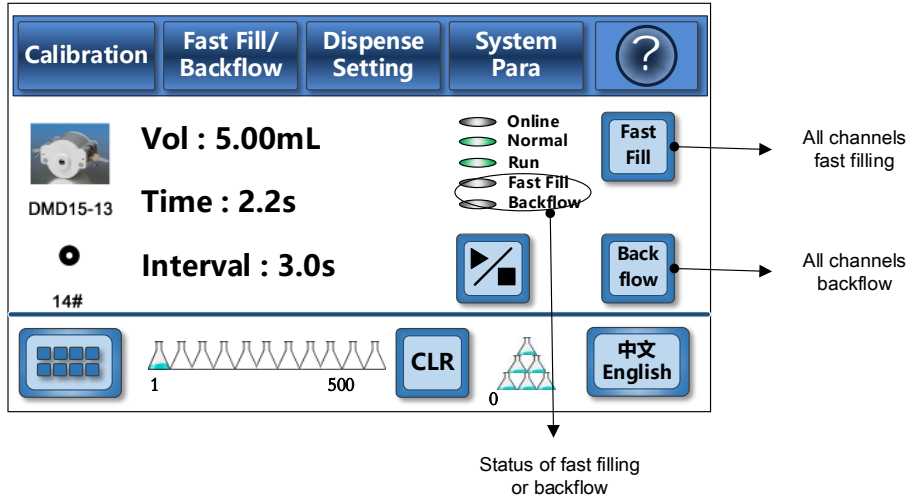 Calibration
Fast Fill/
Backflow
Dispense
Setting
System
Para
?
Vol : 5.00mL
Online
Normal
Run
Fast Fill
Backflow
Fast
Fill
All channels
fast filling
DMD15-13
Time : 2.2s
Interval : 3.0s
14#
Back
flow
All channels
backflow
1
500
CLR
0
中文
English
Status of fast filling
or backflow